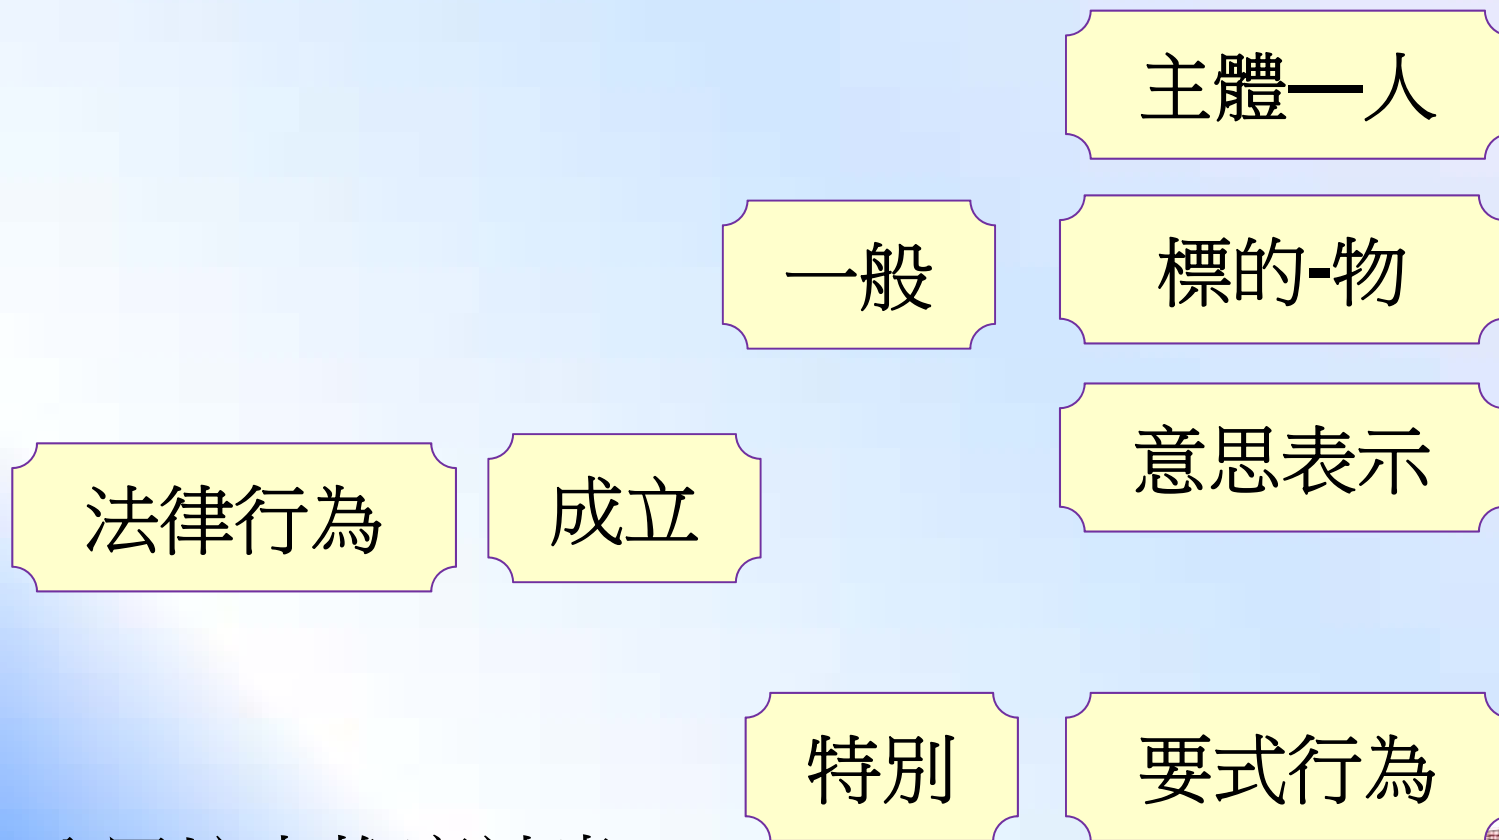 主體—人
一般
標的-物
意思表示
法律行為
成立
特別
要式行為